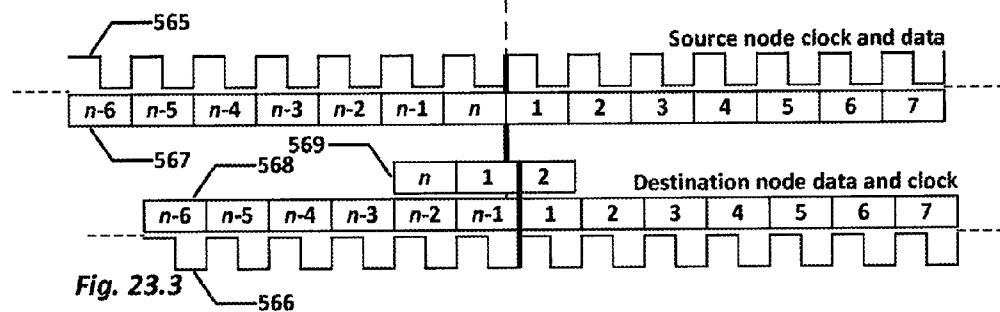 565
Source node clock and data
n-6 n-5 n-4 n-3 n-2 n-1 n 1 2 3 4 5 6 7
567
569
568
n 1 2
Destination node data and clock
n-6 n-5 n-4 n-3 n-2 n-1 1 2 3 4 5 6 7
Fig. 23.3
566